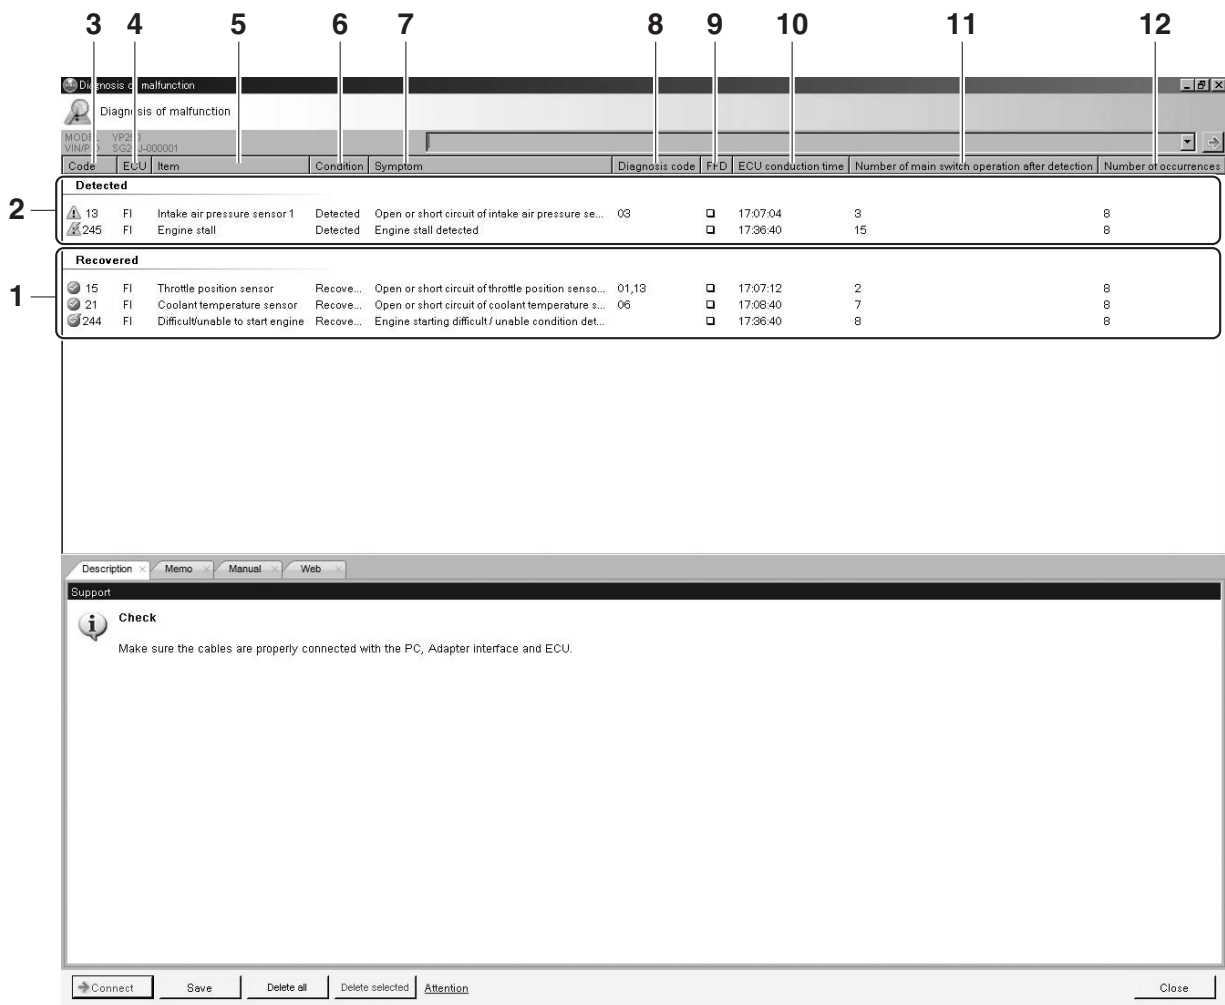 3 4 5 6 7 8 9 10 11 12
Diagnosis of malfunction
Diagnosis of malfunction
MODEL
VIN/PID
Code ECU Item Condition Symptom Diagnosis code FFD ECU conduction time Number of main switch operation after detection Number of occurrences
Detected
2
13 FI Intake air pressure sensor 1 Detected Open or short circuit of intake air pressure se... 03 17:07:04 3 8
245 FI Engine stall Detected Engine stall detected 17:36:40 15 8
Recovered
1
15 FI Throttle position sensor Recove... Open or short circuit of throttle position senso... 01,13 17:07:12 2 8
21 FI Coolant temperature sensor Recove... Open or short circuit of coolant temperature s... 06 17:08:40 7 8
244 FI Difficult/unable to start engine Recove... Engine starting difficult / unable condition det... 17:36:40 8 8
Description Memo Manual Web
Support
Check
Make sure the cables are properly connected with the PC, Adapter interface and ECU.
Connect Save Delete all Delete selected Attention Close